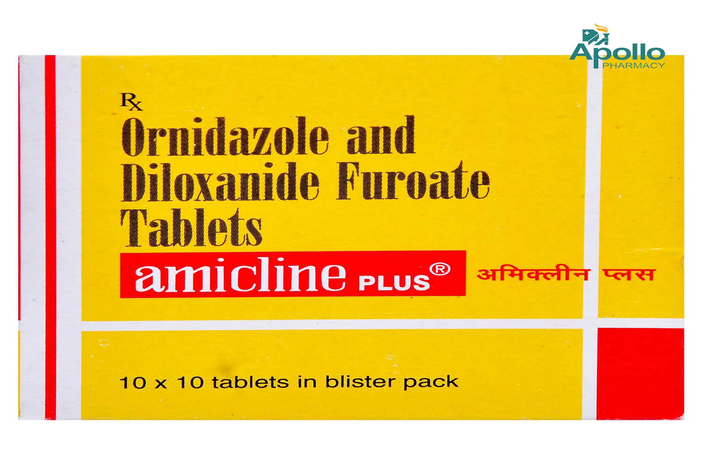 Apollo
PHARMACY
Rx
Ornidazole and
Diloxanide Furoate
Tablets
amicline PLUS® अमिक्लीन प्लस
10 x 10 tablets in blister pack